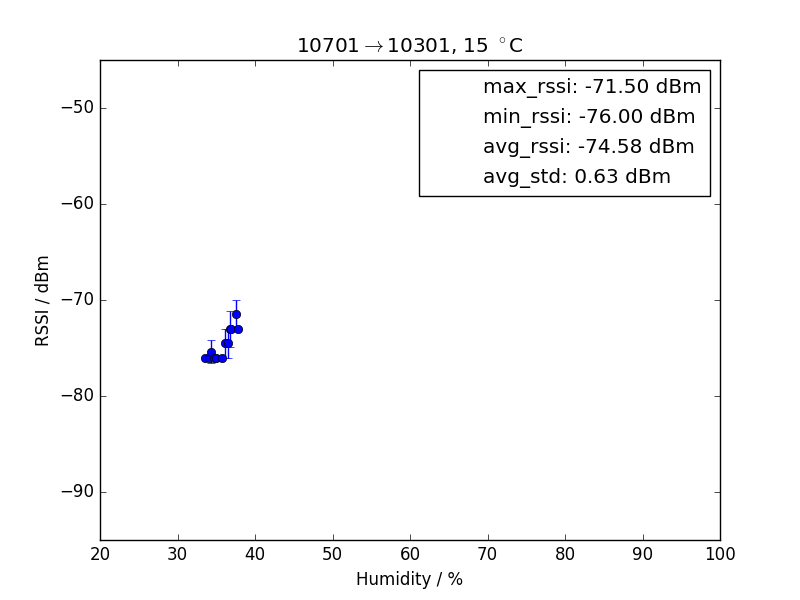 10701→10301, 15 °C
max_rssi: -71.50 dBm
min_rssi: -76.00 dBm
avg_rssi: -74.58 dBm
avg_std: 0.63 dBm
RSSI / dBm
−50
−60
−70
−80
−90
20 30 40 50 60 70 80 90 100
Humidity / %